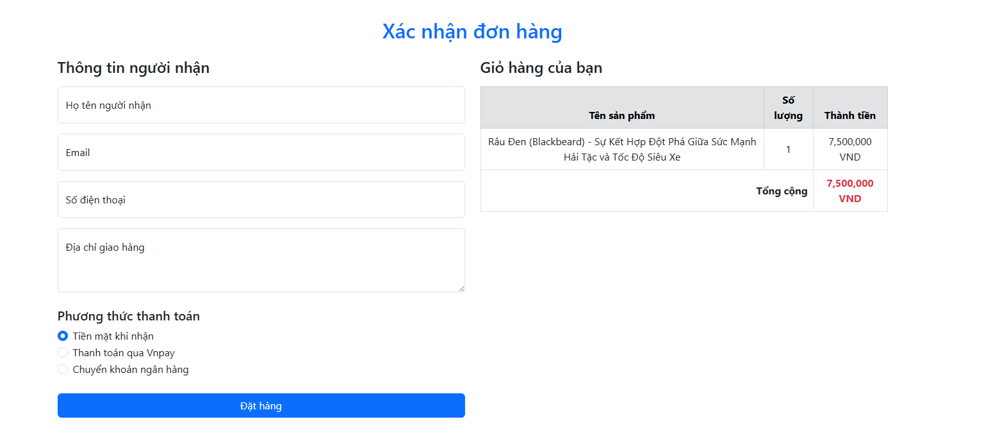 Xác nhận đơn hàng
Thông tin người nhận
Họ tên người nhận
Email
Số điện thoại
Địa chỉ giao hàng
Phương thức thanh toán
Tiền mặt khi nhận
Thanh toán qua Vnpay
Chuyển khoản ngân hàng
Đặt hàng
Giỏ hàng của bạn
Tên sản phẩm
Số
lượng
Thành tiền
Râu Đen (Blackbeard) - Sự Kết Hợp Đột Phá Giữa Sức Mạnh
Hải Tặc và Tốc Độ Siêu Xe
1
7,500,000
VND
Tổng cộng
7,500,000
VND